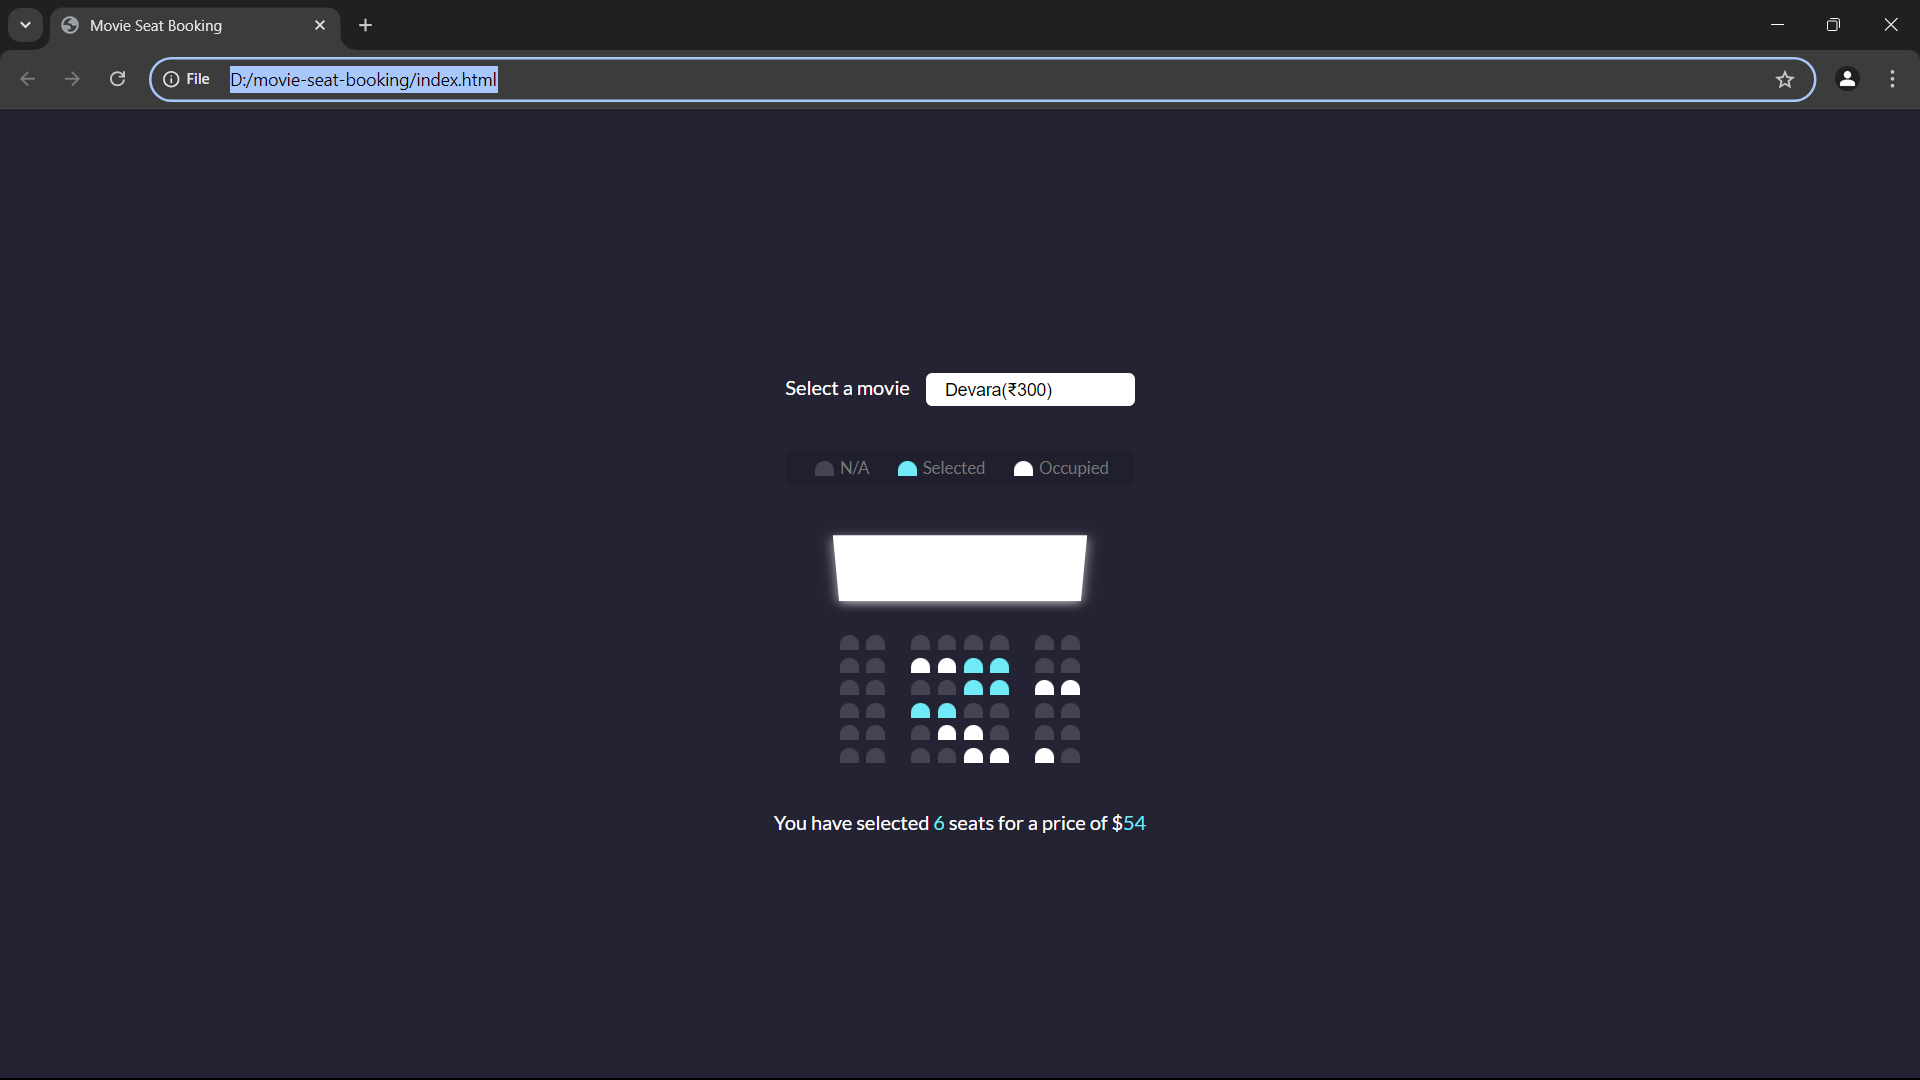 Movie Seat Booking
File D:/movie-seat-booking/index.html
Select a movie Devara(₹300)
N/A Selected Occupied
You have selected 6 seats for a price of $54